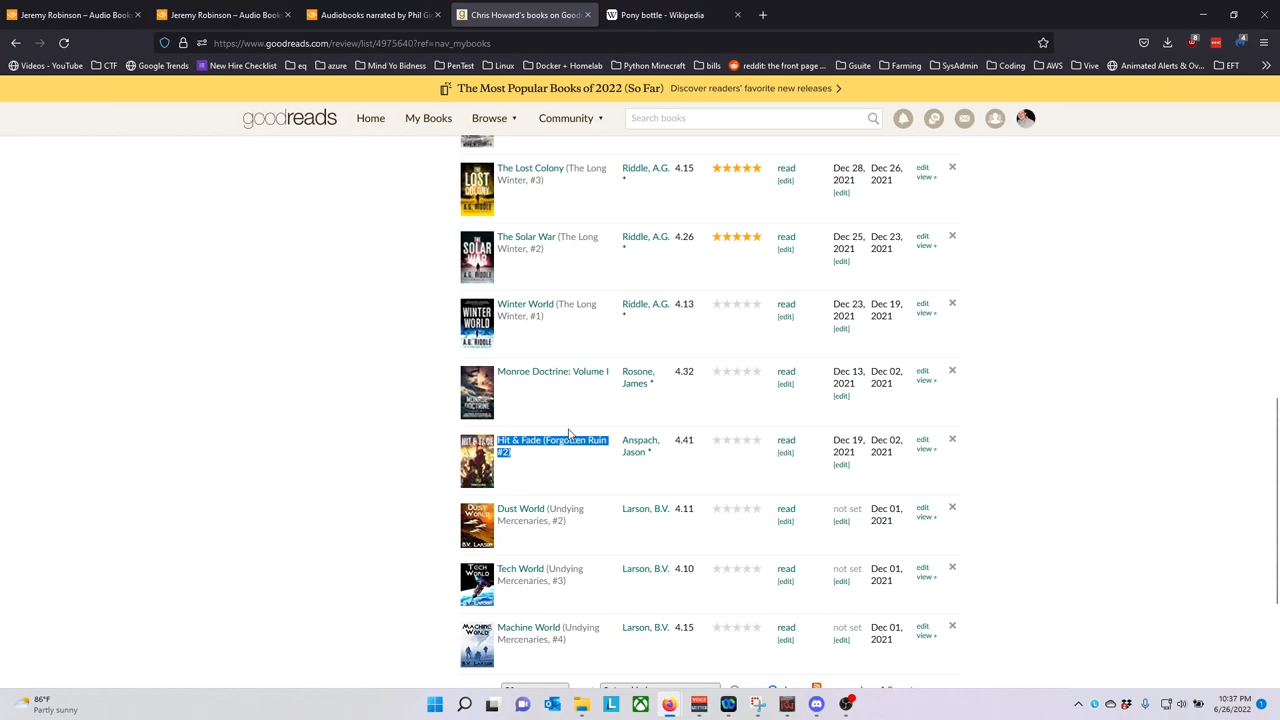 Jeremy Robinson - Audiobooks
Jeremy Robinson - Audiobooks
Audiobooks narrated by Phil Gi
Chris Woods's books on Goodr
Witching - Wikipedia
https://www.goodreads.com/review/list/4975640?ref=nav_mybooks
Videos - YouTube
CTF
Google Trends
New Hire Checklist
eq
azure
Mind Yo Bidness
PenTest
Linux
Docker + Homelab
Python Minecraft
bills
reddit: the front page ...
Gsuite
Farming
SysAdmin
Coding
AWS
Vive
Animated Alerts & Ov...
EFT
The Most Popular Books of 2022 (So Far) Discover readers' favorite new releases
goodreads Home My Books Browse Community Search books
The Lost Colony (The Long Winter, #3) Riddle, A.G. * 4.15 read [edit] Dec 28, 2021 [edit] Dec 26, 2021 edit view »
The Solar War (The Long Winter, #2) Riddle, A.G. * 4.26 read [edit] Dec 25, 2021 [edit] Dec 23, 2021 edit view »
Winter World (The Long Winter, #1) Riddle, A.G. * 4.13 read [edit] Dec 23, 2021 [edit] Dec 19, 2021 edit view »
Monroe Doctrine: Volume I Rosone, James * 4.32 read [edit] Dec 13, 2021 [edit] Dec 02, 2021 edit view »
Hit & Fade (Forgotten Ruin #2) Anspach, Jason * 4.41 read [edit] Dec 19, 2021 [edit] Dec 02, 2021 edit view »
Dust World (Undying Mercenaries, #2) Larson, B.V. 4.11 read [edit] not set [edit] Dec 01, 2021 edit view »
Tech World (Undying Mercenaries, #3) Larson, B.V. 4.10 read [edit] not set [edit] Dec 01, 2021 edit view »
Machine World (Undying Mercenaries, #4) Larson, B.V. 4.15 read [edit] not set [edit] Dec 01, 2021 edit view »
86°F
Partly sunny
10:37 PM
6/26/2022